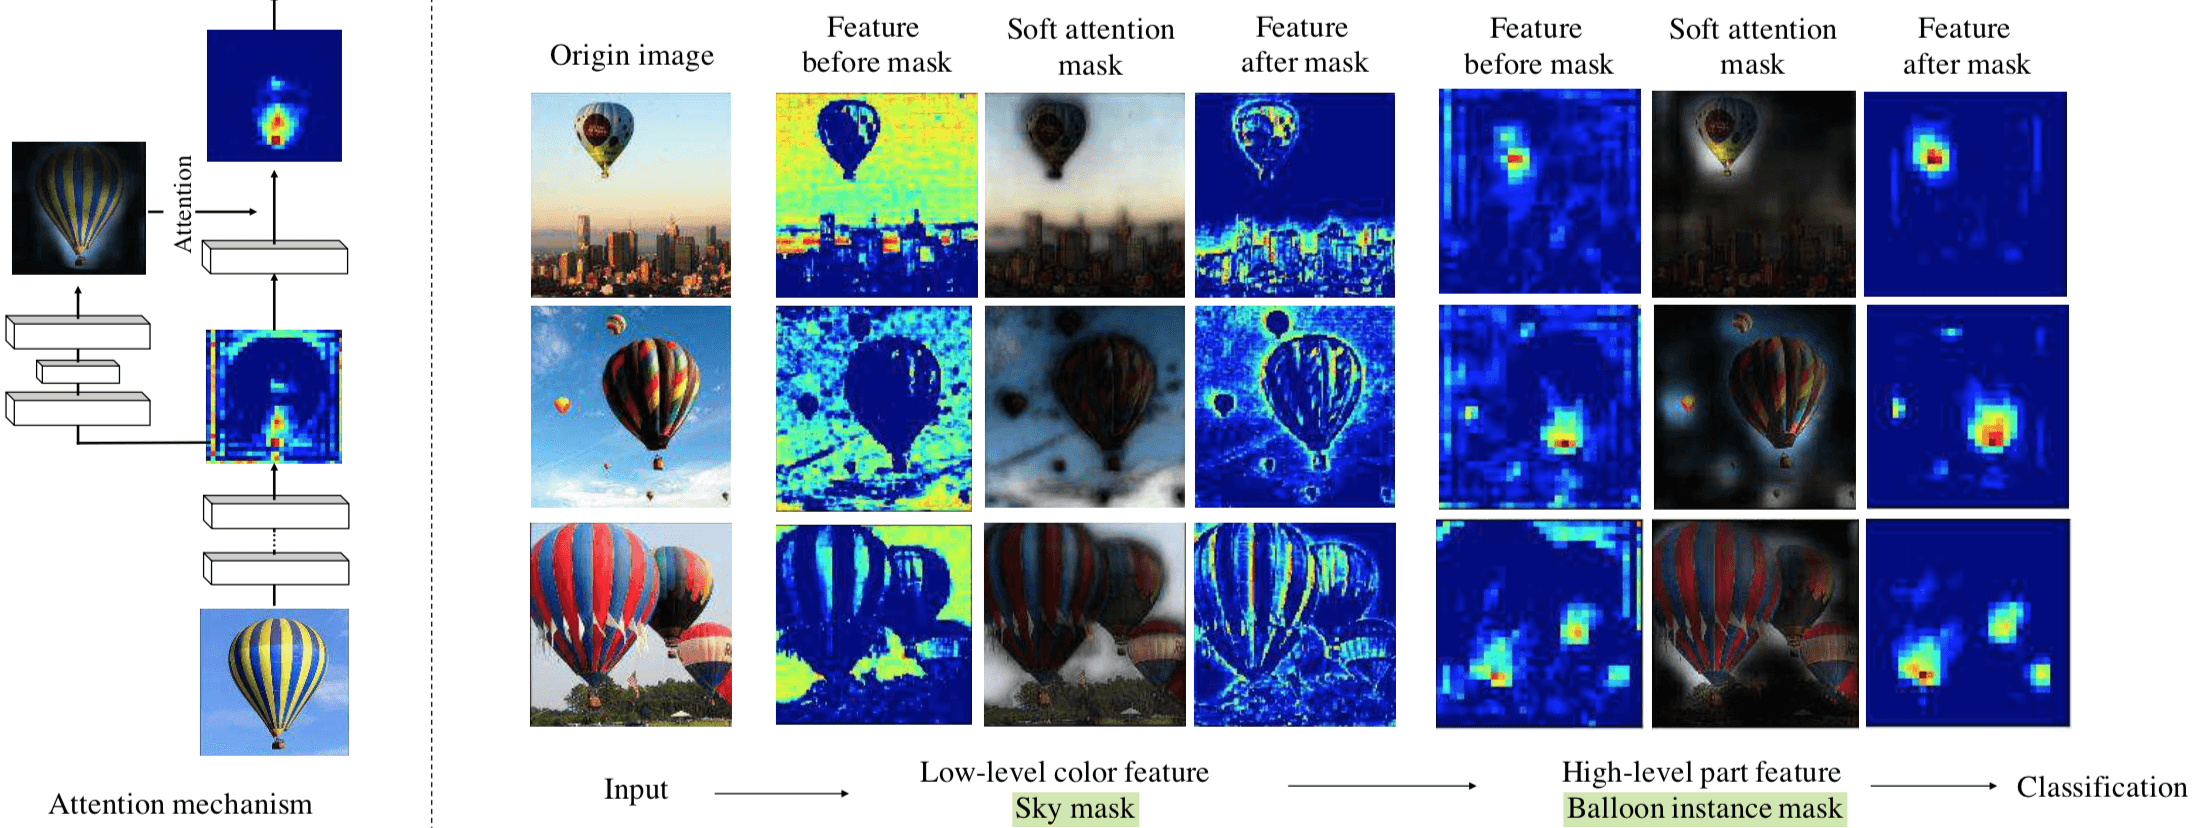 Attention
Attention mechanism
Origin image
Feature
before mask
Soft attention
mask
Feature
after mask
Feature
before mask
Soft attention
mask
Feature
after mask
Input
Low-level color feature
Sky mask
High-level part feature
Balloon instance mask
Classification